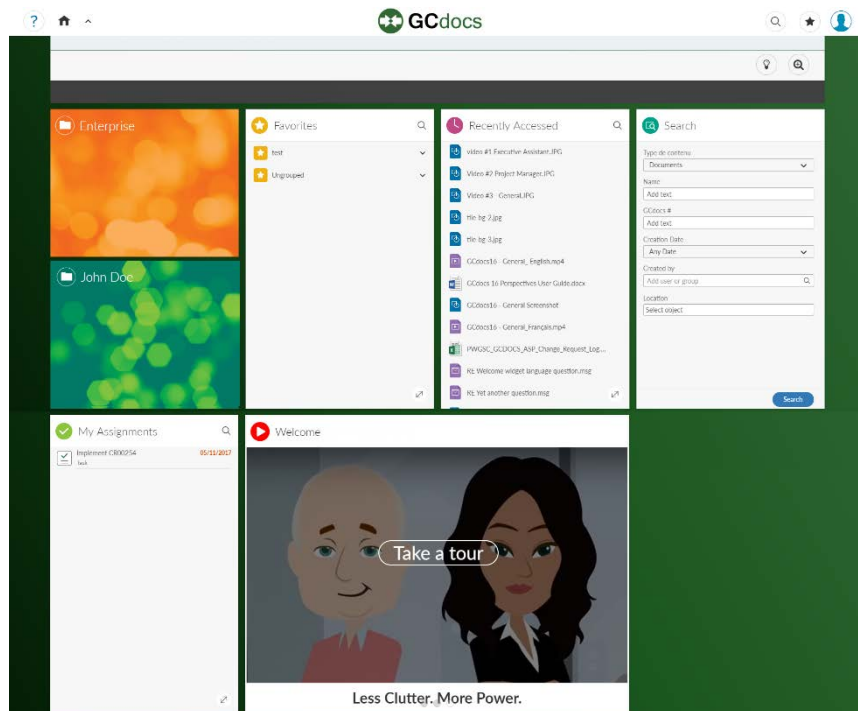 ?
GCdocs
Enterprise
John Doe
Favorites
test
Ungrouped
Recently Accessed
video #1 Executive Assistant.JPG
Video #2 Project Manager.JPG
Video #3 - General.JPG
file bg 2.jpg
file bg 3.jpg
GCdocs16 - General_ English.mp4
GCdocs 16 Perspectives User Guide.docx
GCdocs16 - General Screenshot
GCdocs16 - General_Français.mp4
PWGSC_GCDOCS_ASP_Change_Request_Log...
RE Welcome widget language question.msg
RE Yet another question.msg
Search
Type de contenu
Documents
Name
Add text
GCdocs #
Add text
Creation Date
Any Date
Created by
Add user or group
Location
Select object
Search
My Assignments
Implement CR00254
05/11/2017
Task
Welcome
Take a tour
Less Clutter. More Power.